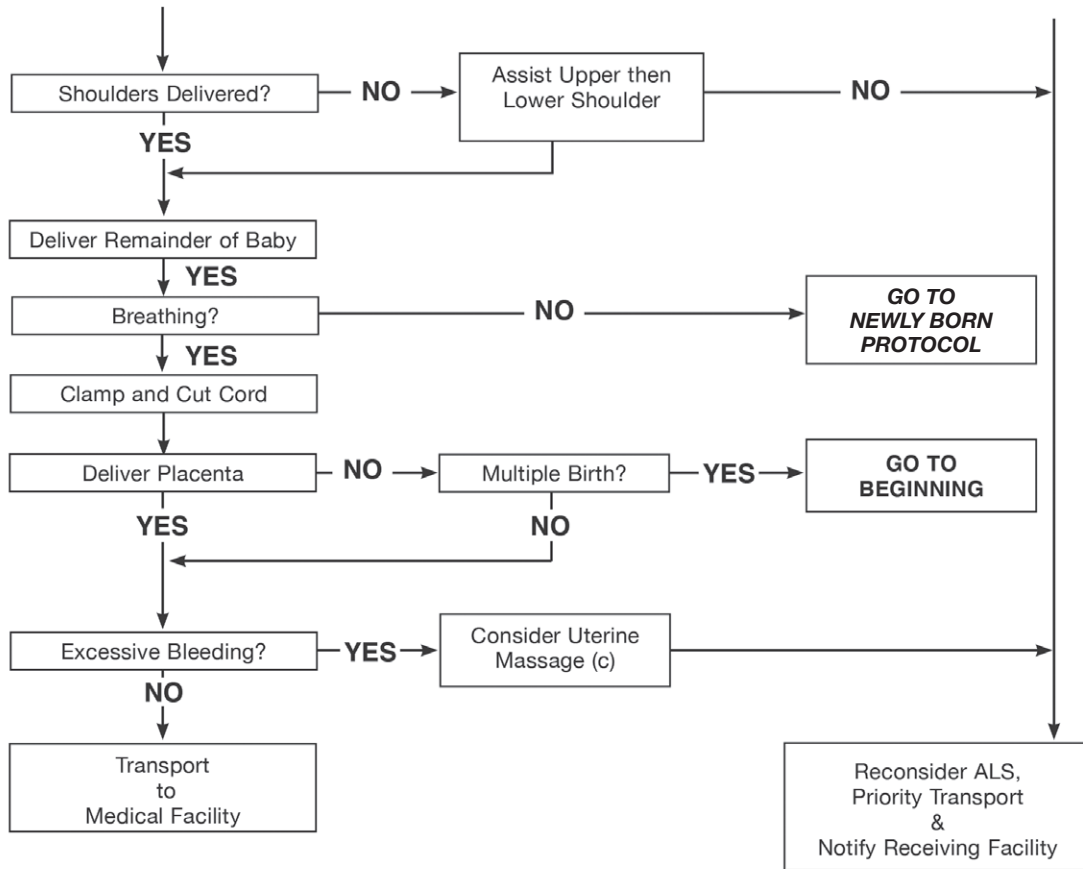 Shoulders Delivered?
NO
Assist Upper then
Lower Shoulder
NO
YES
Deliver Remainder of Baby
YES
Breathing?
NO
GO TO
NEWLY BORN
PROTOCOL
YES
Clamp and Cut Cord
Deliver Placenta
NO
Multiple Birth?
YES
GO TO
BEGINNING
YES
NO
Excessive Bleeding?
YES
Consider Uterine
Massage (c)
NO
Transport
to
Medical Facility
Reconsider ALS,
Priority Transport
&
Notify Receiving Facility